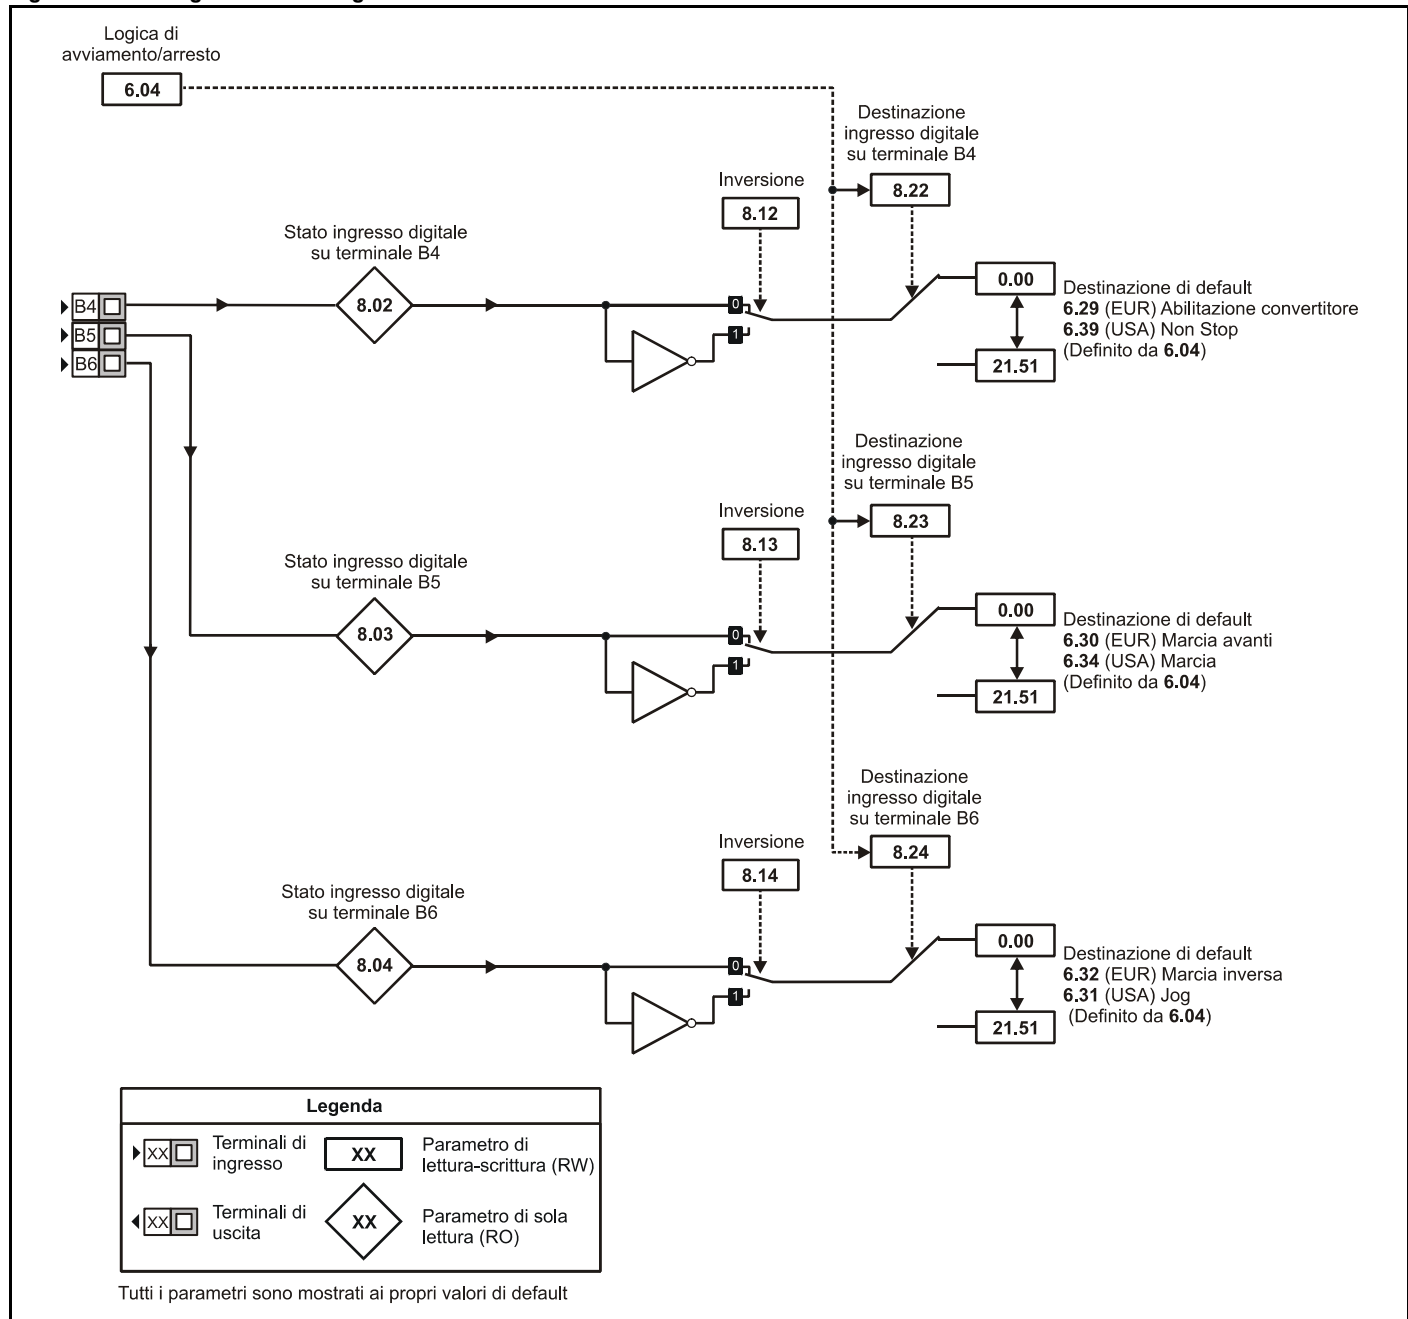 Logica di
avviamento/arresto
6.04
Destinazione
ingresso digitale
su terminale B4
Inversione
8.22
8.12
Stato ingresso digitale
su terminale B4
8.02
0
1
0.00
21.51
Destinazione di default
6.29 (EUR) Abilitazione convertitore
6.39 (USA) Non Stop
(Definito da 6.04)
B4
B5
B6
Destinazione
ingresso digitale
su terminale B5
Inversione
8.23
8.13
Stato ingresso digitale
su terminale B5
8.03
0
1
0.00
21.51
Destinazione di default
6.30 (EUR) Marcia avanti
6.34 (USA) Marcia
(Definito da 6.04)
Destinazione
ingresso digitale
su terminale B6
Inversione
8.24
8.14
Stato ingresso digitale
su terminale B6
8.04
0
1
0.00
21.51
Destinazione di default
6.32 (EUR) Marcia inversa
6.31 (USA) Jog
(Definito da 6.04)
Legenda
XX
Terminali di
ingresso
XX
Parametro di
lettura-scrittura (RW)
XX
Terminali di
uscita
XX
Parametro di sola
lettura (RO)
Tutti i parametri sono mostrati ai propri valori di default